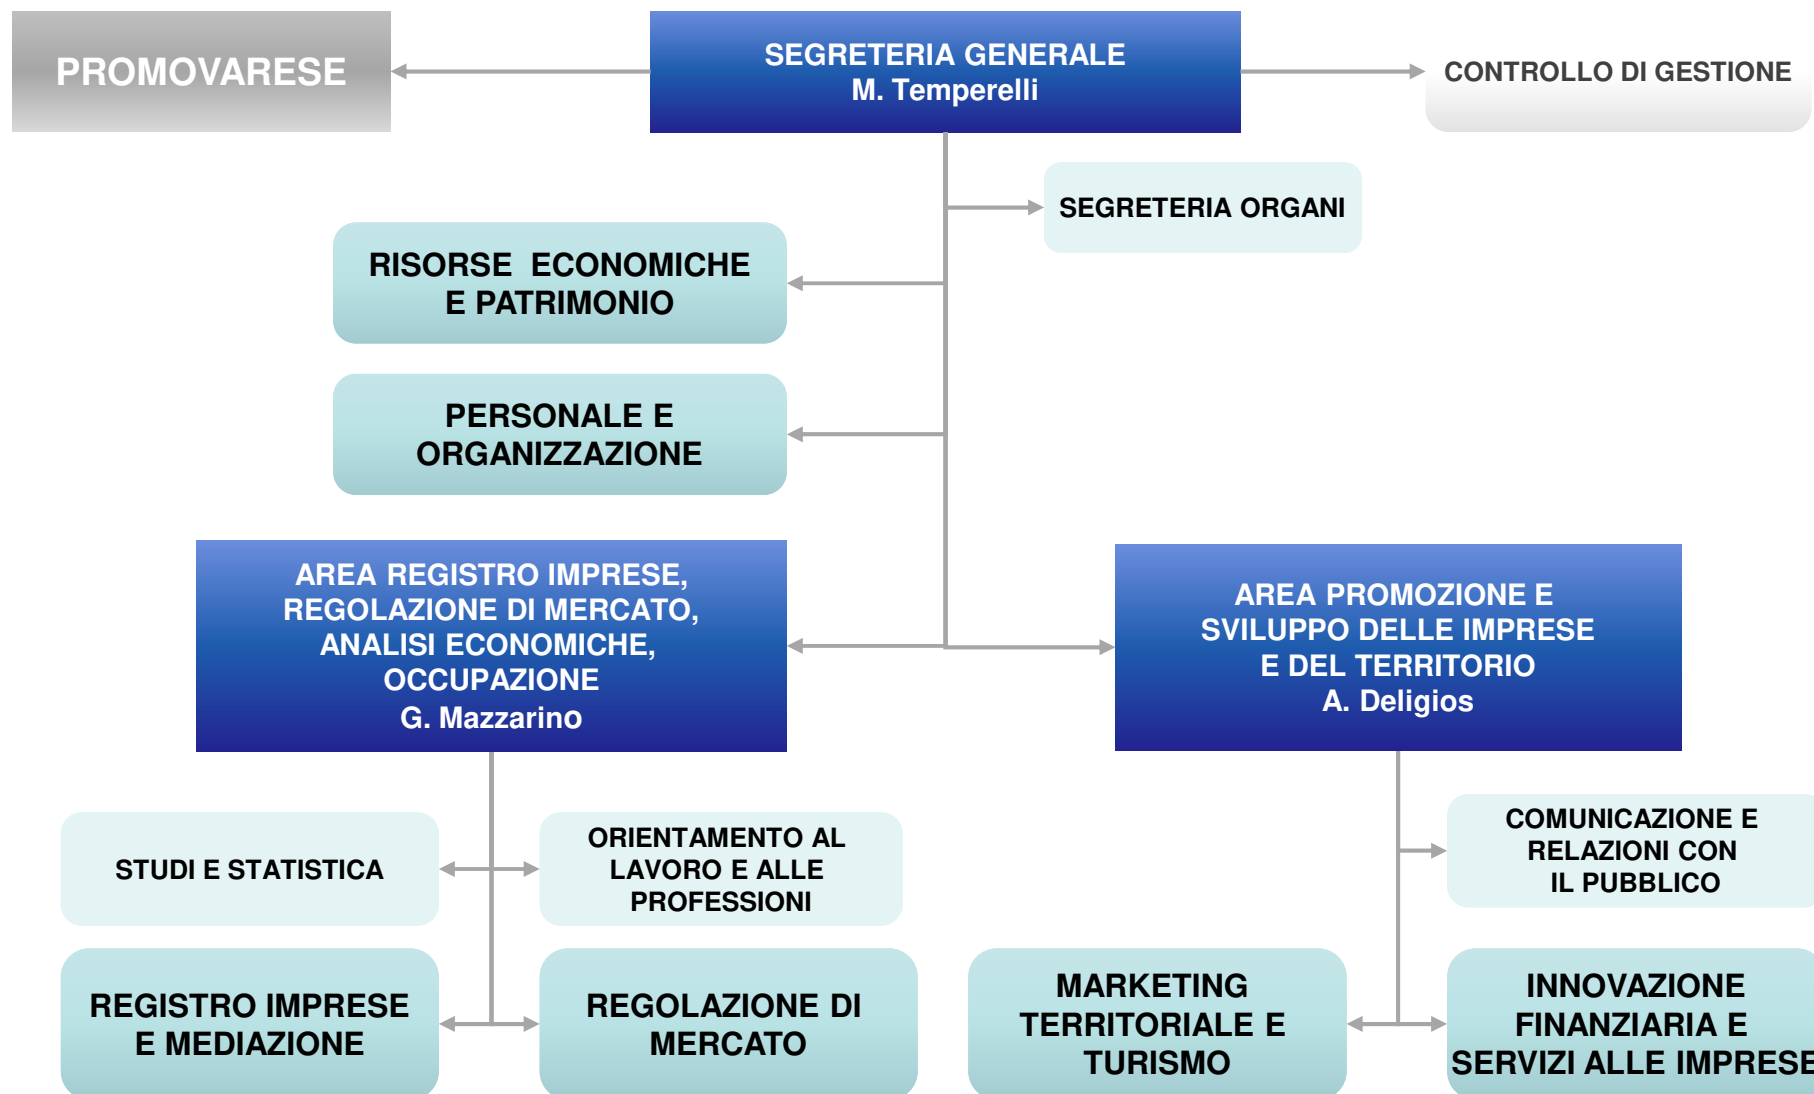 PROMOVARESE
SEGRETERIA GENERALE
M. Temperelli
CONTROLLO DI GESTIONE
SEGRETERIA ORGANI
RISORSE ECONOMICHE
E PATRIMONIO
PERSONALE E
ORGANIZZAZIONE
AREA REGISTRO IMPRESE,
REGOLAZIONE DI MERCATO,
ANALISI ECONOMICHE,
OCCUPAZIONE
G. Mazzarino
AREA PROMOZIONE E
SVILUPPO DELLE IMPRESE
E DEL TERRITORIO
A. Deligios
STUDI E STATISTICA
ORIENTAMENTO AL
LAVORO E ALLE
PROFESSIONI
COMUNICAZIONE E
RELAZIONI CON
IL PUBBLICO
REGISTRO IMPRESE
E MEDIAZIONE
REGOLAZIONE DI
MERCATO
MARKETING
TERRITORIALE E
TURISMO
INNOVAZIONE
FINANZIARIA E
SERVIZI ALLE IMPRESE